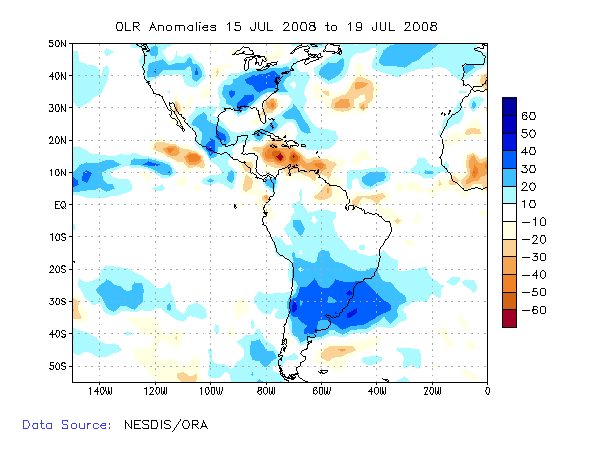 OLR Anomalies 15 JUL 2008 to 19 JUL 2008
50N
40N
30N
20N
10N
EQ
10S
20S
30S
40S
50S
140W 120W 100W 80W 60W 40W 20W 0
60
50
40
30
20
10
-10
-20
-30
-40
-50
-60
Data Source: NESDIS/ORA